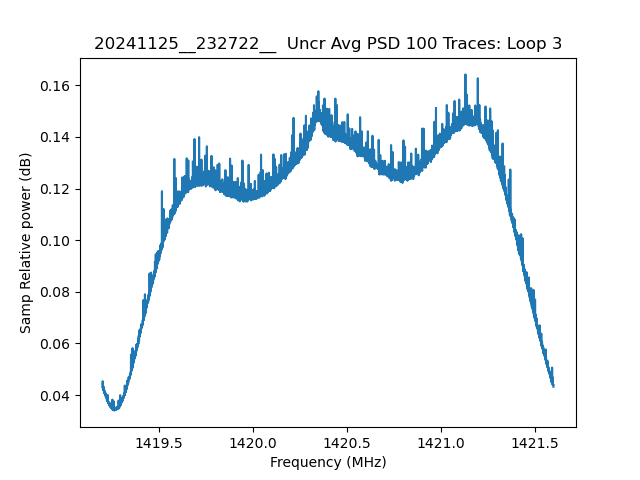 20241125__232722__  Uncr Avg PSD 100 Traces: Loop 3
0.16
0.14
0.12
0.10
0.08
0.06
0.04
Samp Relative power (dB)
1419.5 1420.0 1420.5 1421.0 1421.5
Frequency (MHz)